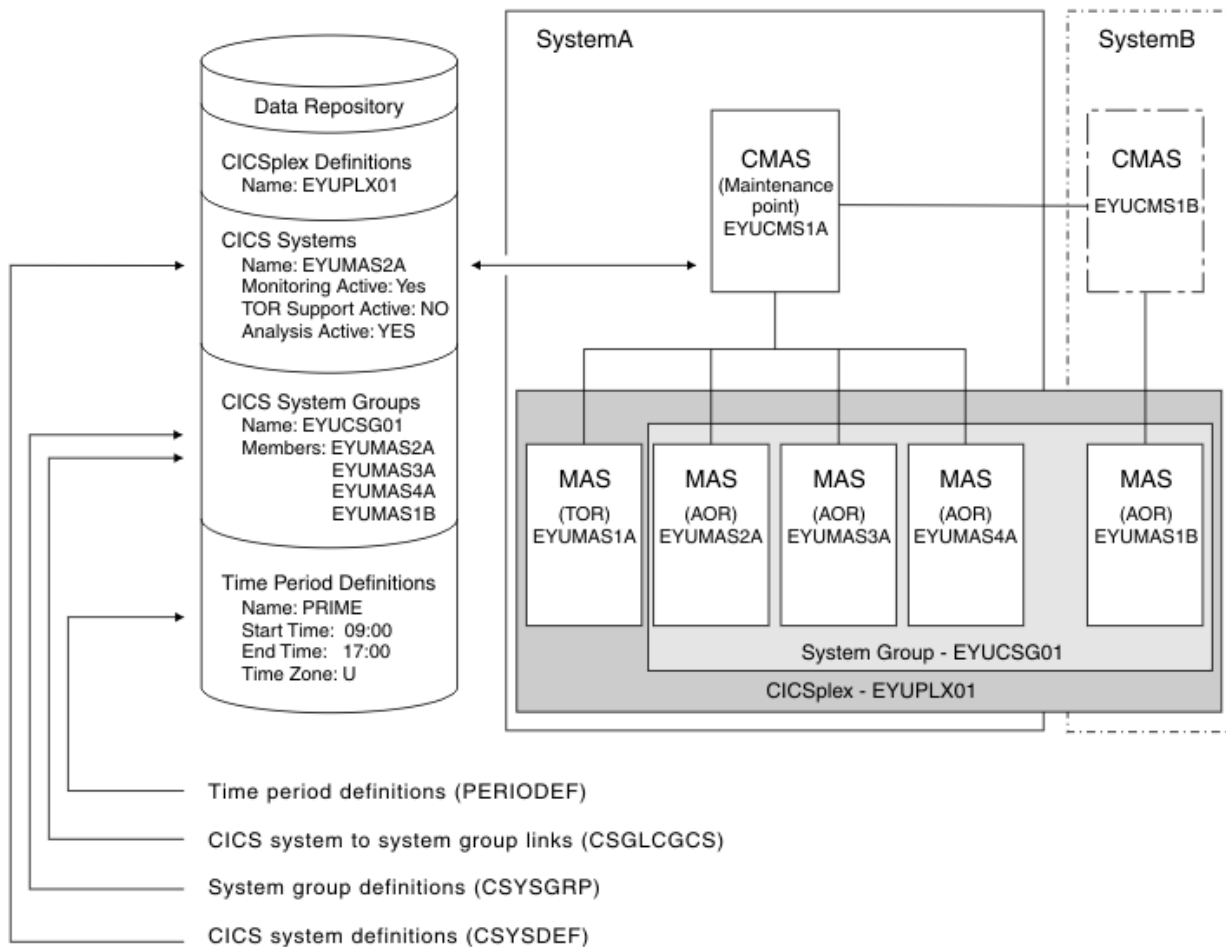 Data Repository
CICSplex Definitions
Name: EYUPLX01
CICS Systems
Name: EYUMAS2A
Monitoring Active: Yes
TOR Support Active: NO
Analysis Active: YES
CICS System Groups
Name: EYUCSG01
Members: EYUMAS2A
EYUMAS3A
EYUMAS4A
EYUMAS1B
Time Period Definitions
Name: PRIME
Start Time: 09:00
End Time: 17:00
Time Zone: U
SystemA
CMAS
(Maintenance
point)
EYUCMS1A
SystemB
CMAS
EYUCMS1B
MAS
(TOR)
EYUMAS1A
MAS
(AOR)
EYUMAS2A
MAS
(AOR)
EYUMAS3A
MAS
(AOR)
EYUMAS4A
MAS
(AOR)
EYUMAS1B
System Group - EYUCSG01
CICSplex - EYUPLX01
Time period definitions (PERIODEF)
CICS system to system group links (CSGLCGCS)
System group definitions (CSYSGRP)
CICS system definitions (CSYSDEF)